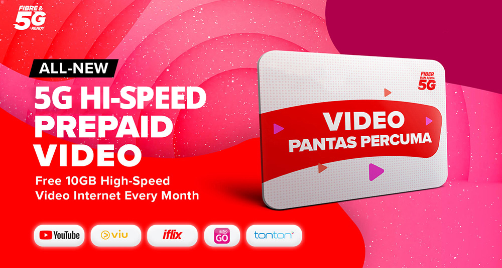 FIBRE &
5G
READY
ALL-NEW
5G HI-SPEED
PREPAID
VIDEO
Free 10GB High-Speed
Video Internet Every Month
YouTube
viu
iflix
GO
tonton
5G
VIDEO
PANTAS PERCUMA